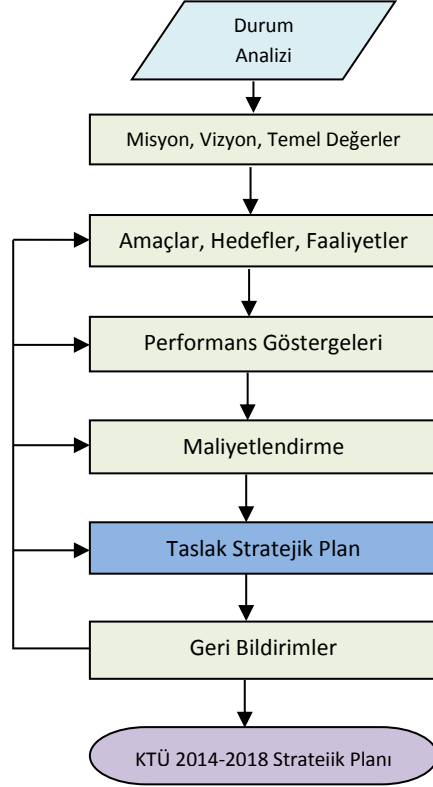 Durum
Analizi
Misyon, Vizyon, Temel Değerler
Amaçlar, Hedefler, Faaliyetler
Performans Göstergeleri
Maliyetlendirme
Taslak Stratejik Plan
Geri Bildirimler
KTÜ 2014-2018 Stratejik Planı